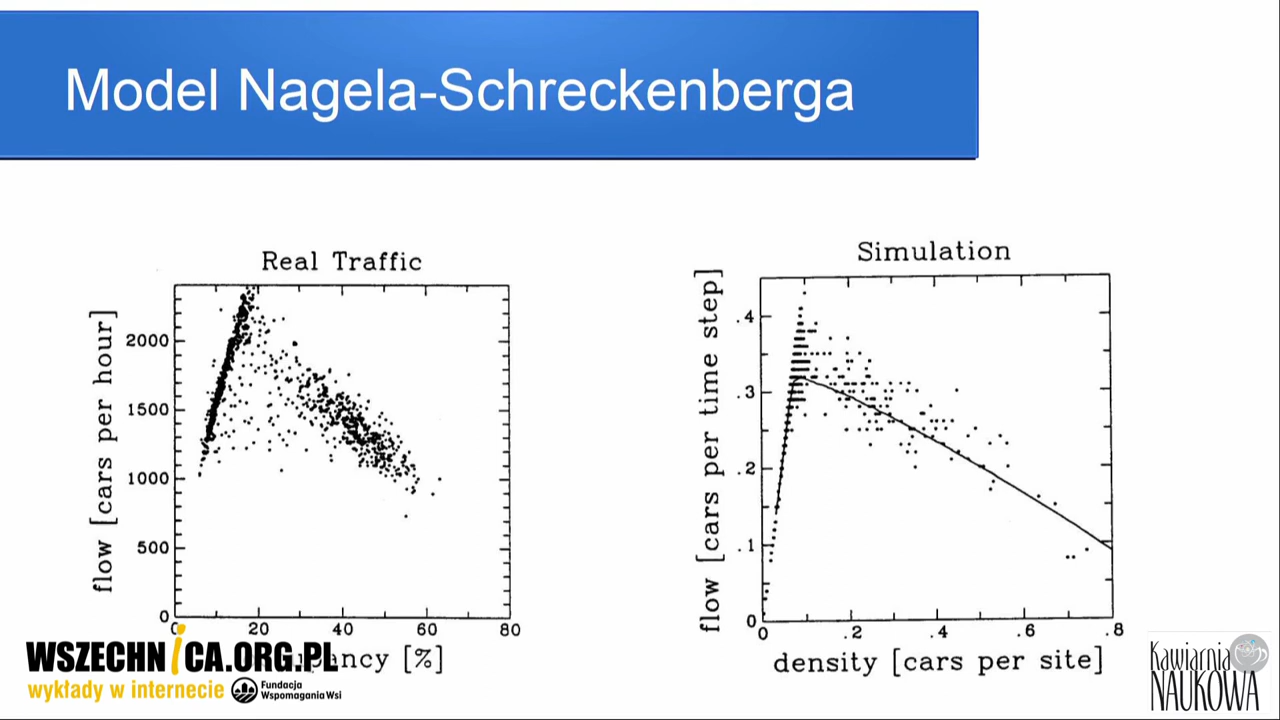 Model Nagela-Schreckenberga
Real Traffic
flow [cars per hour]
2000
1500
1000
500
0
0 20 40 60 80
[%]
Simulation
flow [cars per time step]
.4
.3
.2
.1
0
0 .2 .4 .6 .8
density [cars per site]
WSZECHNiCA.ORG.PL
wykłady w internecie
Fundacja
Wspomagania Wsi
Kawiarnia
NAUKOWA